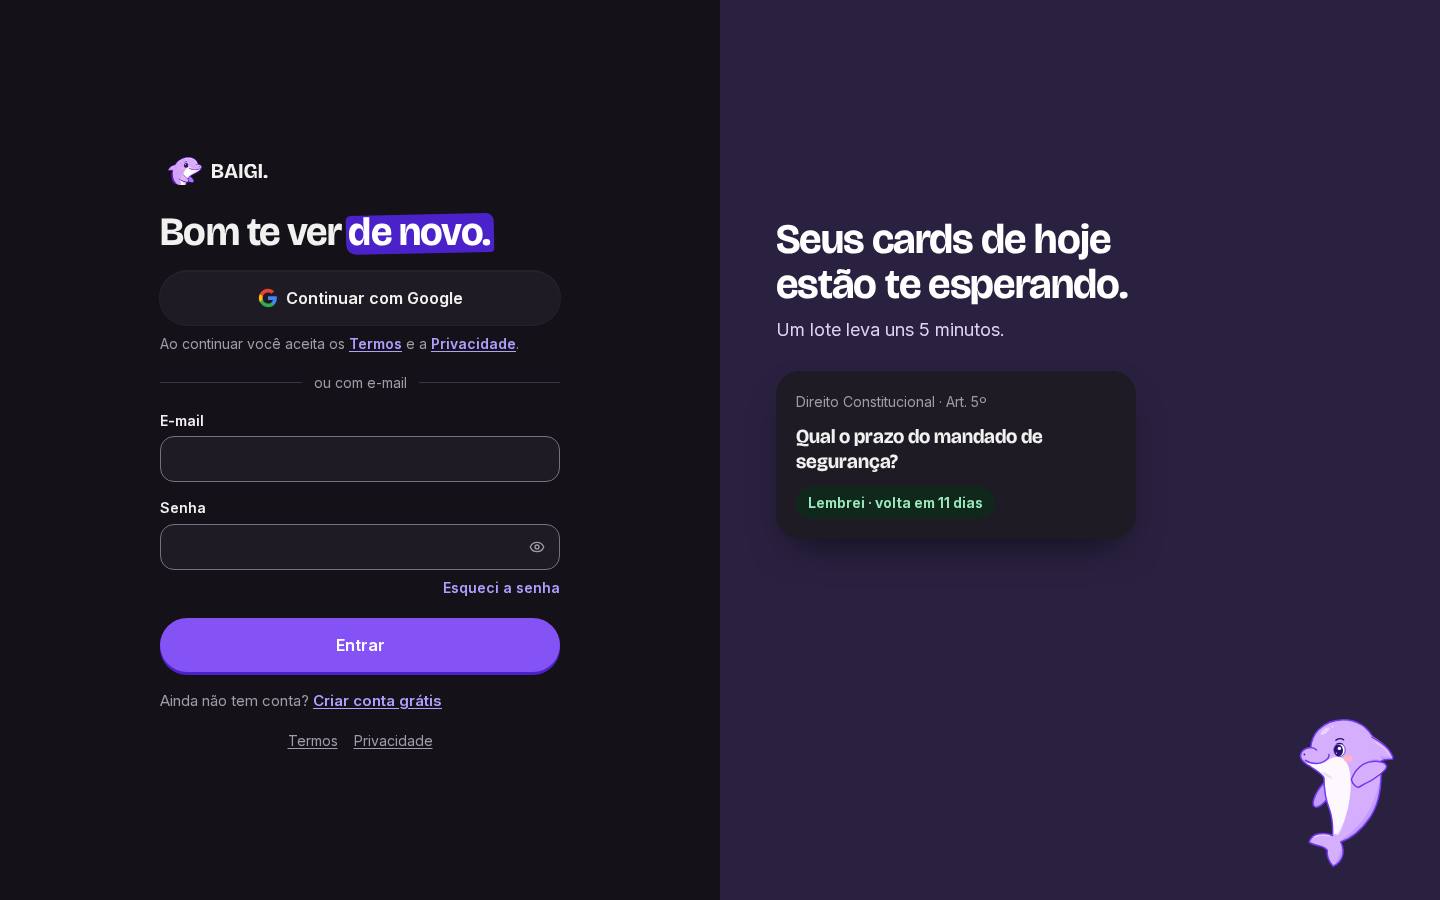 BAIGI.
Bom te ver de novo.
Continuar com Google
Ao continuar você aceita os Termos e a Privacidade.
ou com e-mail
E-mail
Senha
Esqueci a senha
Entrar
Ainda não tem conta? Criar conta grátis
Termos Privacidade
Seus cards de hoje
estão te esperando.
Um lote leva uns 5 minutos.
Direito Constitucional · Art. 5º
Qual o prazo do mandado de
segurança?
Lembrei · volta em 11 dias